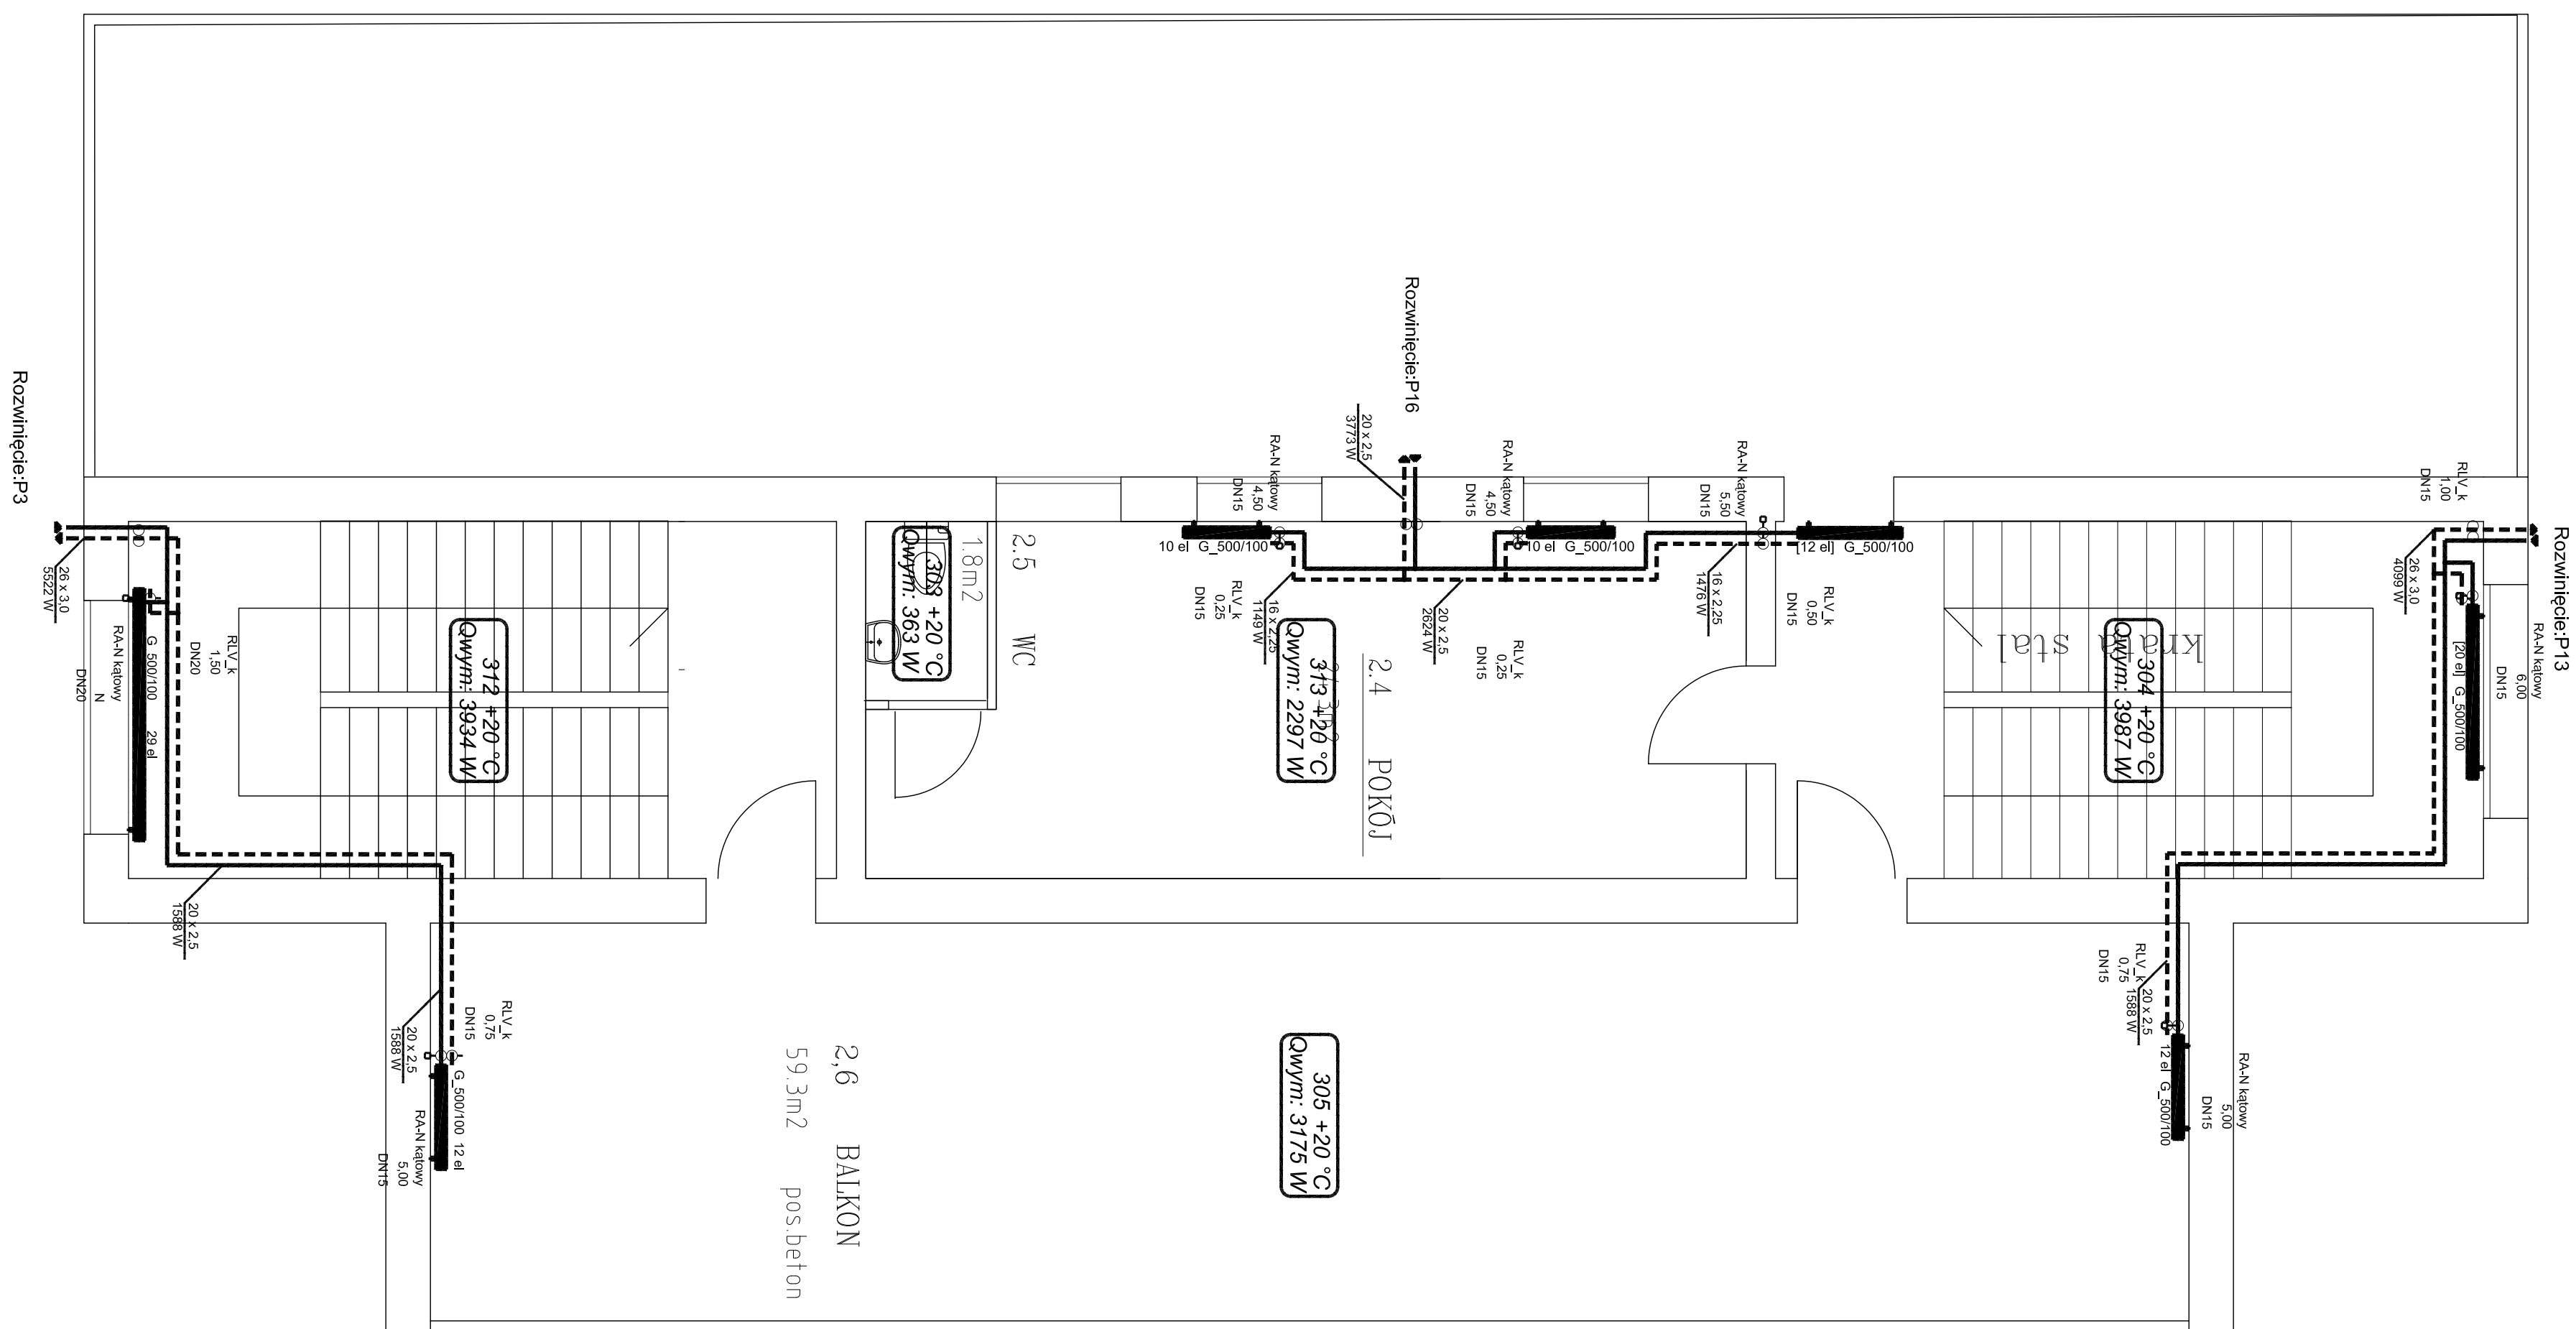 Rozwinięcie:P3
Rozwinięcie:P16
Rozwinięcie:P13
20 x 2,5
3773 W
RA-N kątowy
4,50
DN15
RA-N kątowy
4,50
DN15
RA-N kątowy
5,50
DN15
RLV_k
1,00
DN15
10 el G_500/100
10 el G_500/100
[12 el] G_500/100
26 x 3,0
5522 W
RA-N kątowy
N
DN20
G_500/100 29 el
RLV_k
1,50
DN20
312 +20 °C
Qwym: 3934 W
308 +20 °C
Qwym: 363 W
2.5 WC
1.8m2
RLV_k
0,25
DN15
16 x 2,25
1149 W
313 +20 °C
Qwym: 2297 W
2.4 POKÓJ
20 x 2,5
2624 W
RLV_k
0,25
DN15
16 x 2,25
1476 W
RLV_k
0,50
DN15
304 +20 °C
Qwym: 3987 W
krata stal
26 x 3,0
4099 W
[20 el] G_500/100
RA-N kątowy
6,00
DN15
20 x 2,5
1588 W
20 x 2,5
1588 W
RLV_k
0,75
DN15
G_500/100 12 el
RA-N kątowy
5,00
DN15
2,6 BALKON
59.3m2 pos.beton
305 +20 °C
Qwym: 3175 W
RLV_k
0,75
DN15
20 x 2,5
1588 W
12 el G_500/100
RA-N kątowy
5,00
DN15